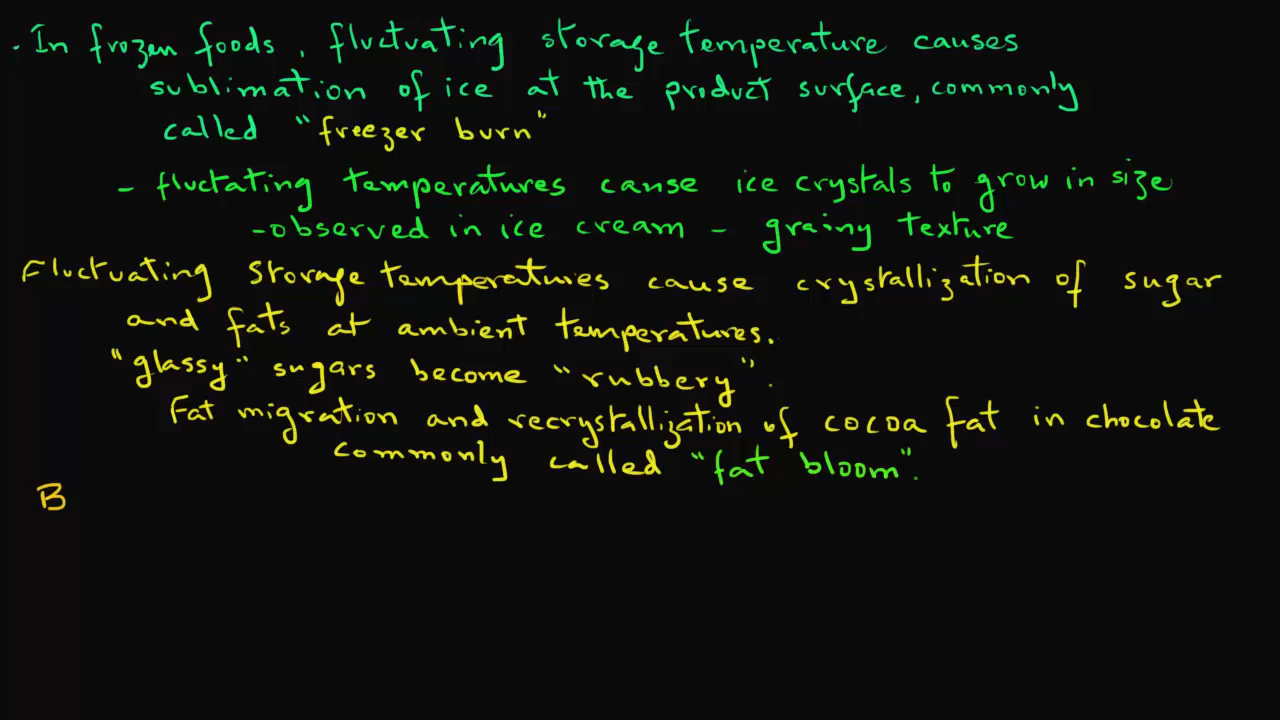 . In frozen foods, fluctuating storage temperature causes
sublimation of ice at the product surface, commonly
called "freezer burn"
- fluctating temperatures cause ice crystals to grow in size
- observed in ice cream - grainy texture
Fluctuating storage temperatures cause crystallization of sugar
and fats at ambient temperatures.
"glassy" sugars become "rubbery".
Fat migration and recrystallization of cocoa fat in chocolate
commonly called "fat bloom".
B